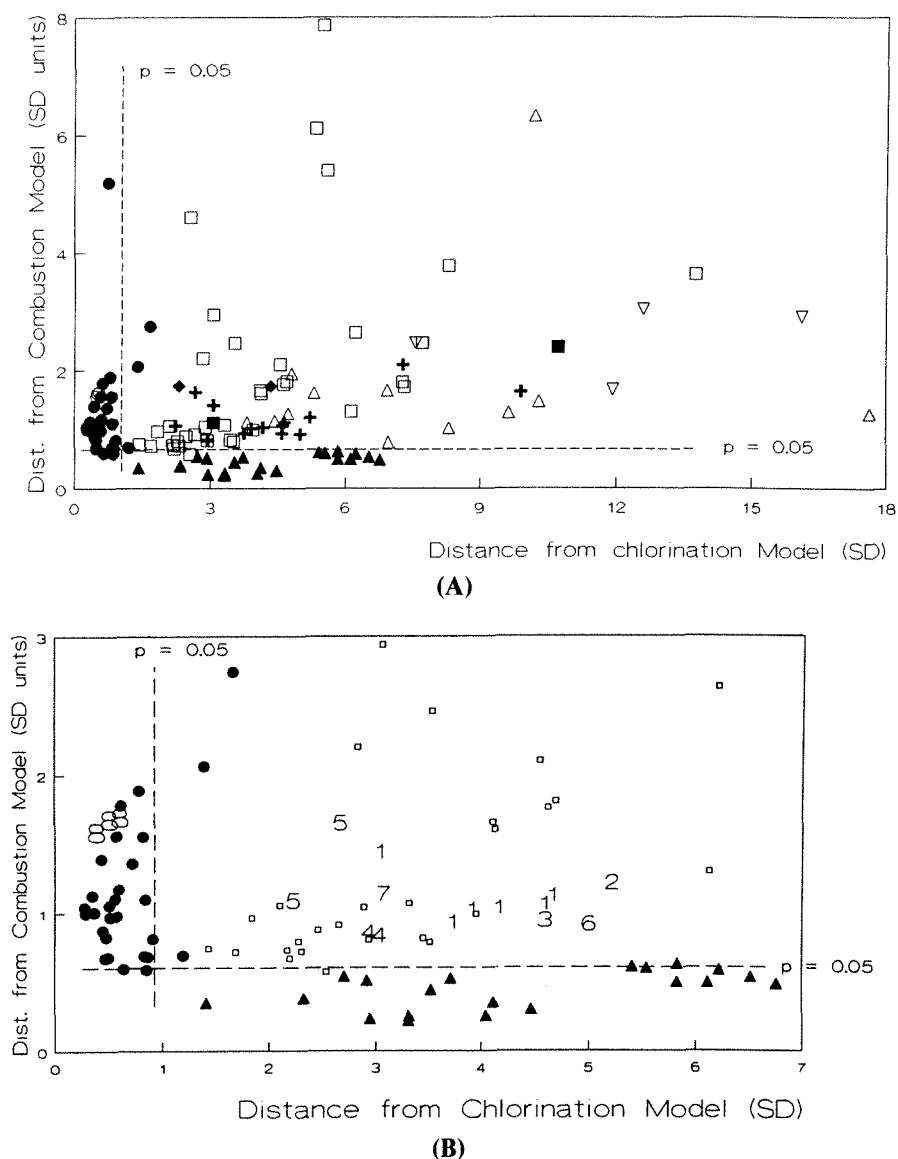 8
6
4
2
0
Dist. from Combustion Model (SD units)
p = 0.05
p = 0.05
0 3 6 9 12 15 18
Distance from chlorination Model (SD)
(A)
3
2
1
0
Dist. from Combustion Model (SD units)
p = 0.05
5
1
5
7
2
1
1
1
1
1
3
6
4
4
p = 0.05
0 1 2 3 4 5 6 7
Distance from Chlorination Model (SD)
(B)